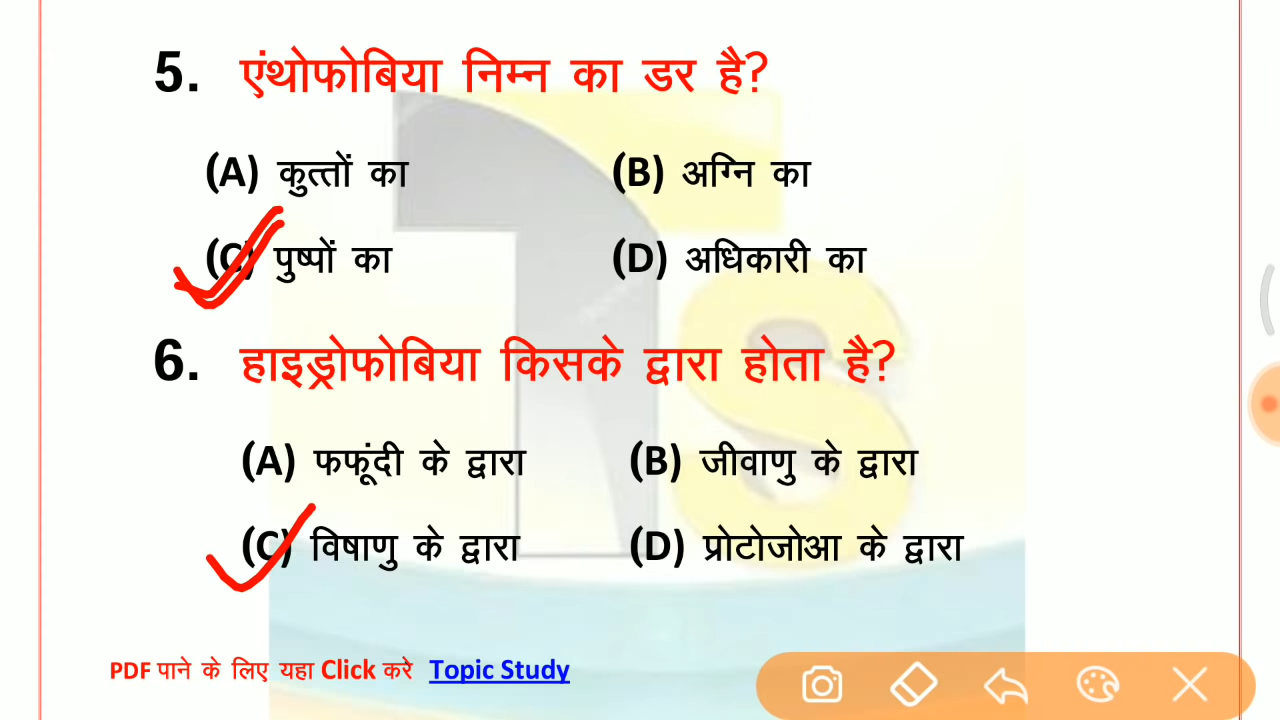 5. एंथोफोबिया निम्न का डर है?
(A) कुत्तों का (B) अग्नि का
(C) पुष्पों का (D) अधिकारी का
6. हाइड्रोफोबिया किसके द्वारा होता है?
(A) फफूंदी के द्वारा (B) जीवाणु के द्वारा
(C) विषाणु के द्वारा (D) प्रोटोजोआ के द्वारा
PDF पाने के लिए यहा Click करे Topic Study